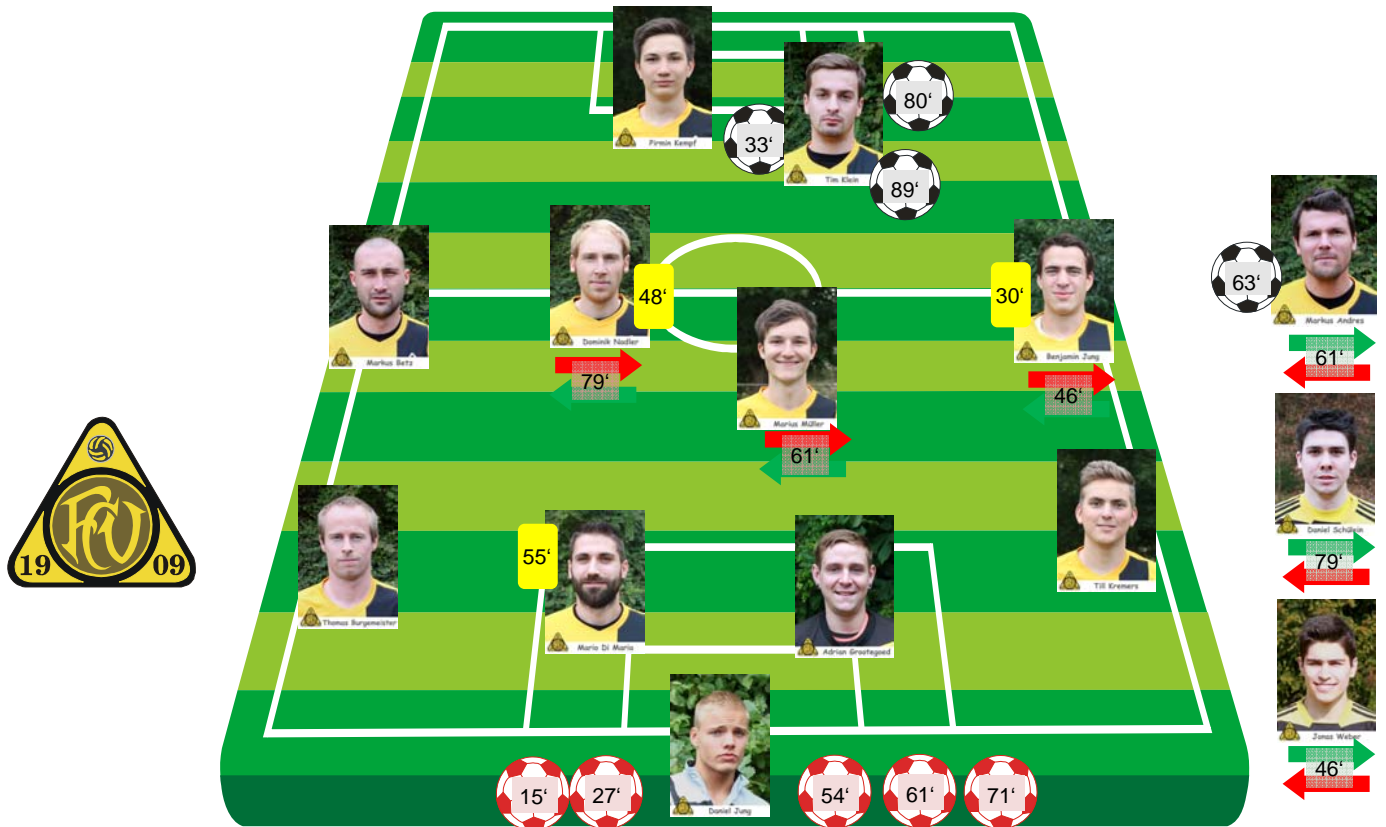 Firmin Kempf
80‘
33‘
Tim Klein
89‘
Markus Betz
Dominik Nadler
48‘
79‘
Marius Müller
61‘
30‘
Benjamin Jung
46‘
63‘
Markus Andres
61‘
Daniel Schülein
79‘
Jonas Weber
46‘
FCV
19 09
Thomas Burgemeister
55‘
Mario Di Maria
Adrian Grootegoed
Till Kremers
Daniel Jung
15‘
27‘
54‘
61‘
71‘